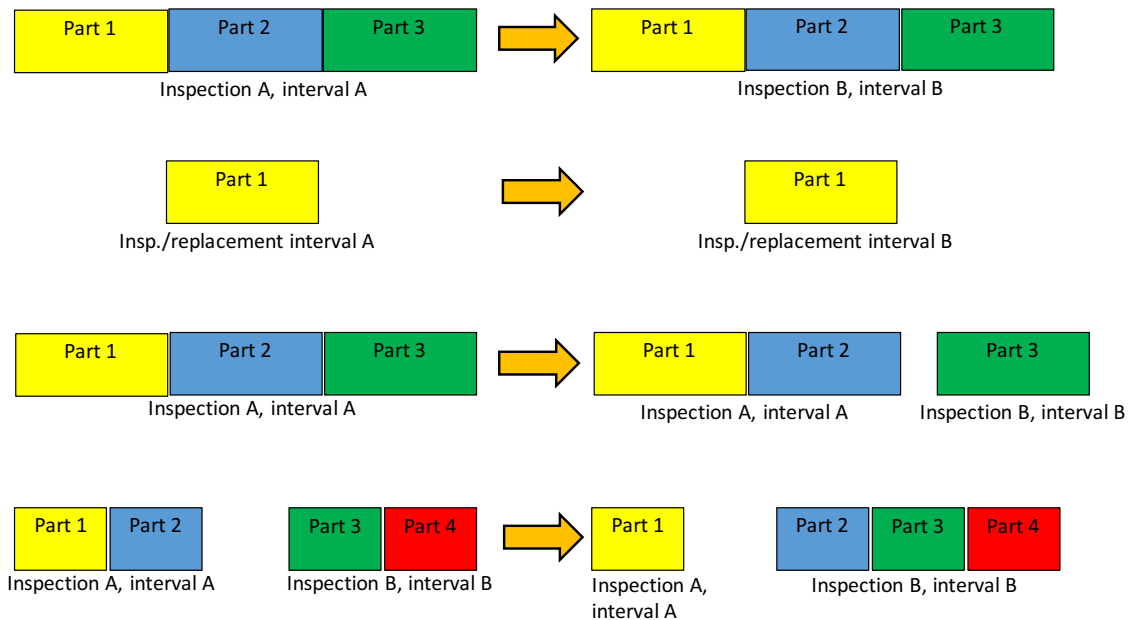 Part 1 Part 2 Part 3 Part 1 Part 2 Part 3
Inspection A, interval A Inspection B, interval B
Part 1 Part 1
Insp./replacement interval A Insp./replacement interval B
Part 1 Part 2 Part 3 Part 1 Part 2 Part 3
Inspection A, interval A Inspection A, interval A Inspection B, interval B
Part 1 Part 2 Part 3 Part 4 Part 1 Part 2 Part 3 Part 4
Inspection A, interval A Inspection B, interval B Inspection A, Inspection B, interval B
interval A